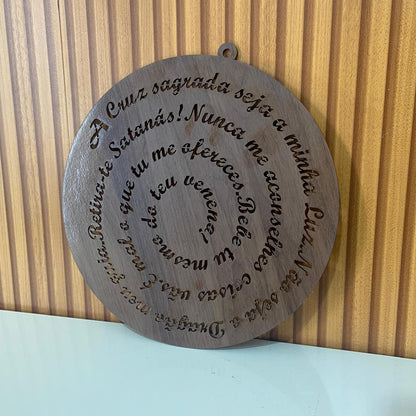 A Cruz sagrada seja a minha Luz..Não seja o Dragão meu guia..Retira-te Satanás!Nunca me aconselhes coisas vãs.É mal o que tu me ofereces.Bebe tu mesmo do teu veneno!